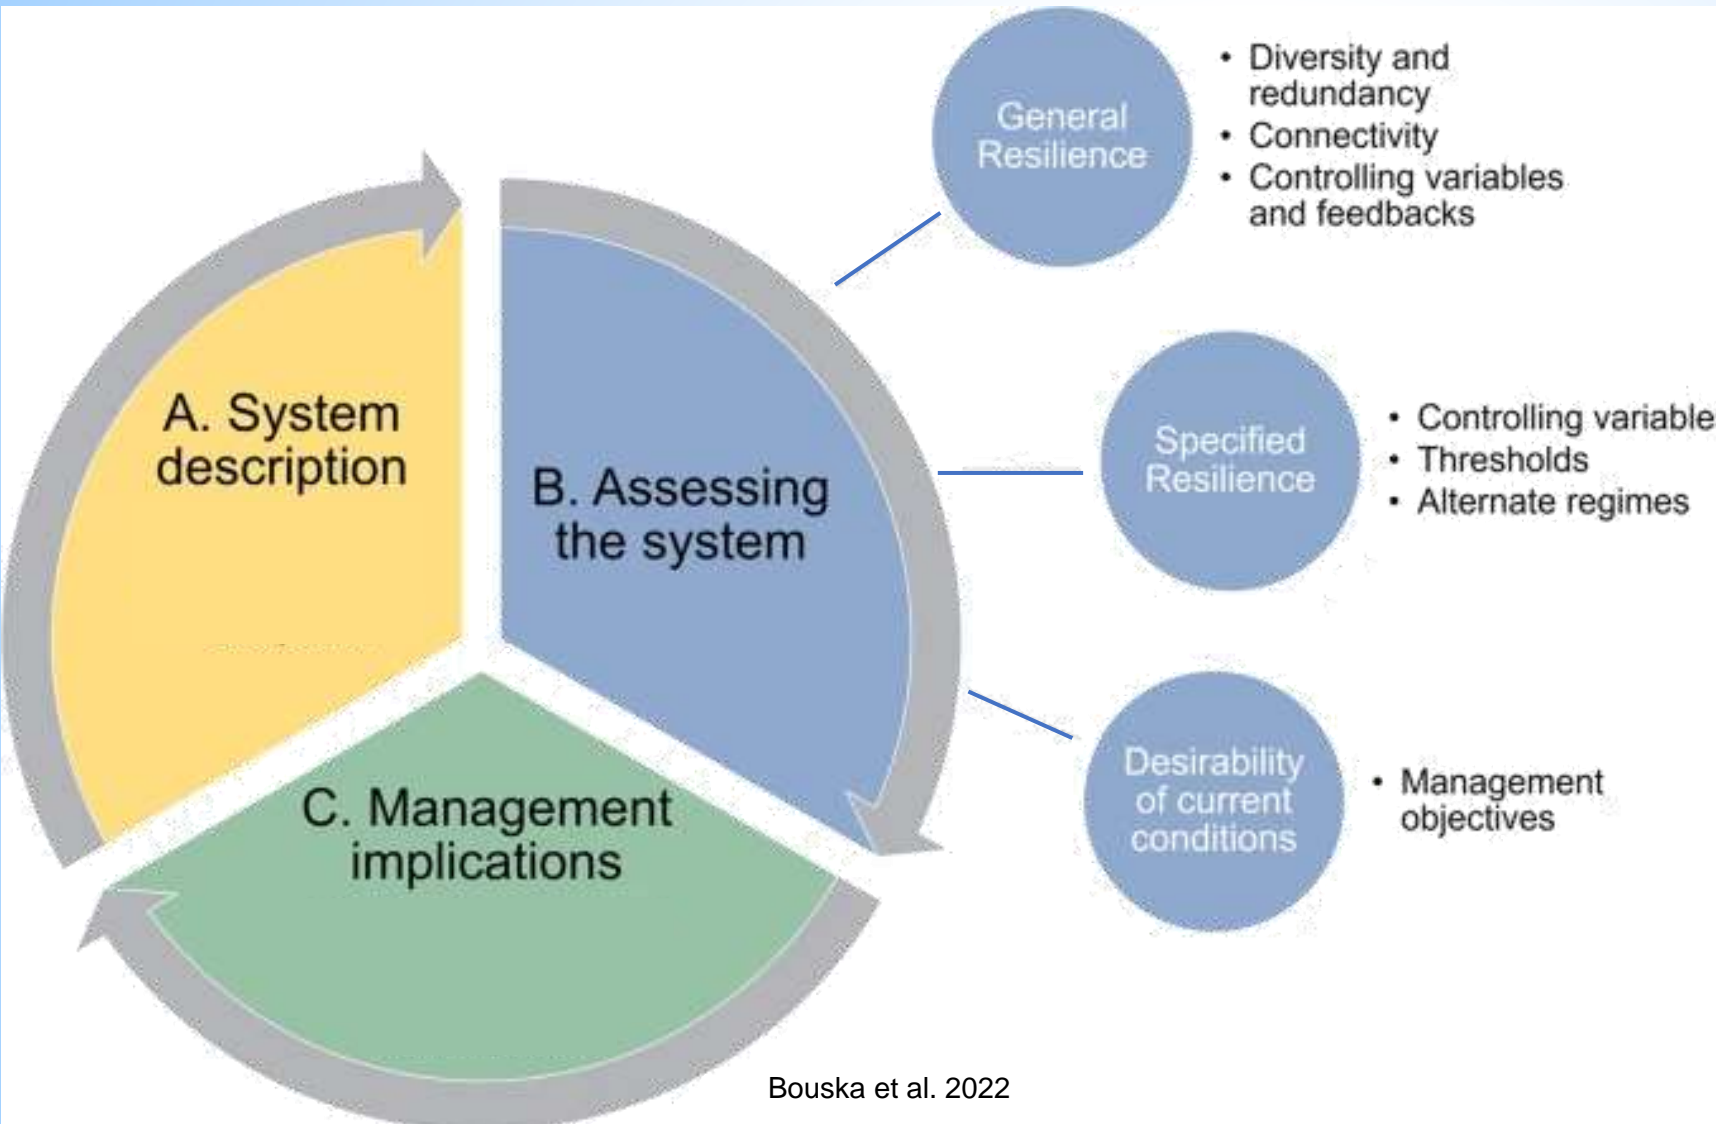 A. System
description
B. Assessing
the system
C. Management
implications
General
Resilience
• Diversity and
redundancy
• Connectivity
• Controlling variables
and feedbacks
Specified
Resilience
• Controlling variable
• Thresholds
• Alternate regimes
Desirability
of current
conditions
• Management
objectives
Bouska et al. 2022